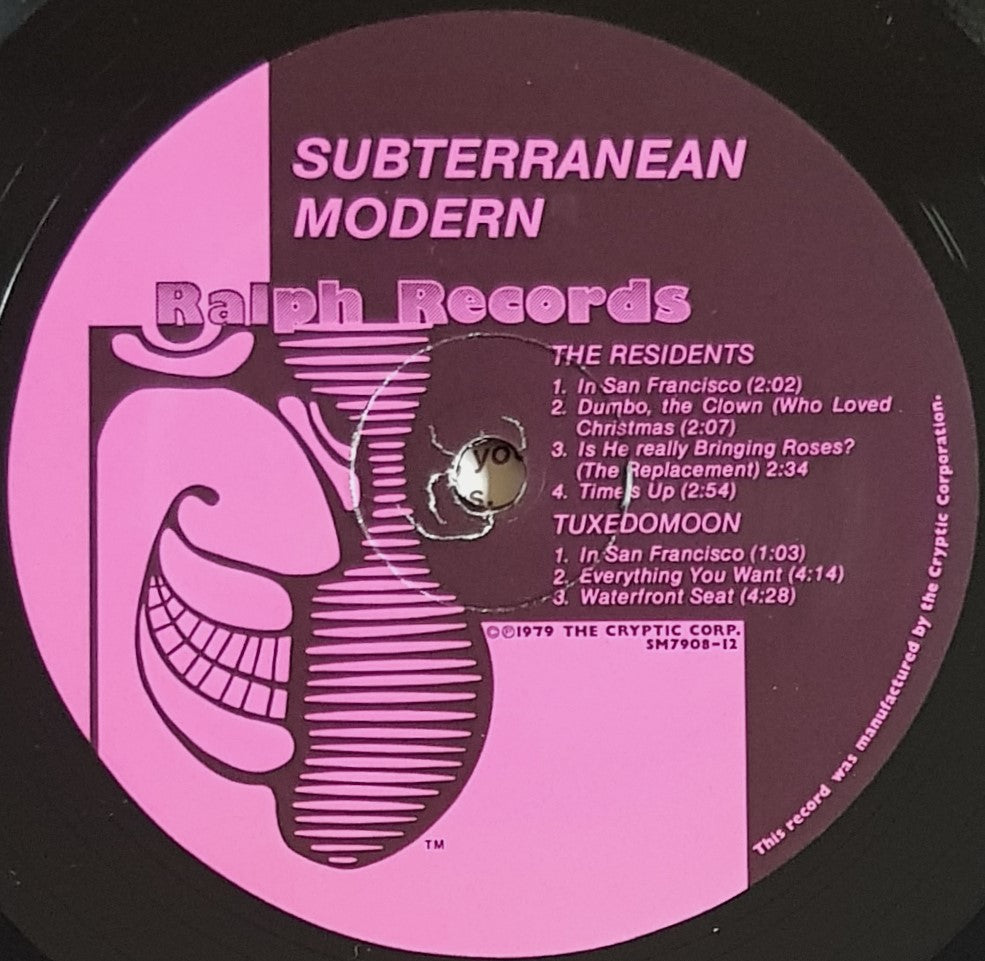 SUBTERRANEAN
MODERN
Ralph Records
THE RESIDENTS
1. In San Francisco (2:02)
2. Dumbo, the Clown (Who Loved
Christmas (2:07)
3. Is He really Bringing Roses?
(The Replacement) 2:34
4. Time's Up (2:54)
TUXEDOMOON
1. In San Francisco (1:03)
2. Everything You Want (4:14)
3. Waterfront Seat (4:28)
©℗1979 THE CRYPTIC CORP.
SM7908-12
This record was manufactured by the Cryptic Corporation.
TM
yo
s.